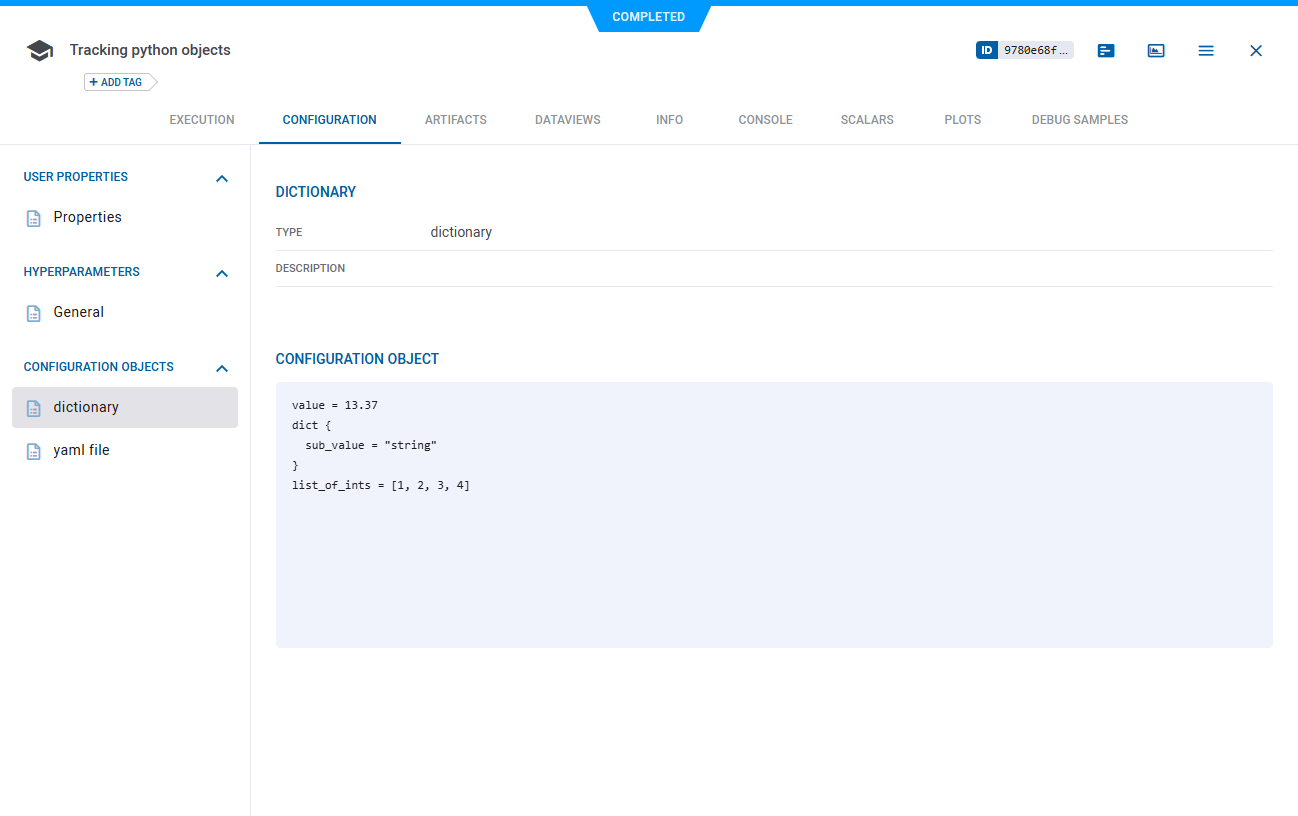 COMPLETED
Tracking python objects
ID 9780e68f...
+ ADD TAG
EXECUTION CONFIGURATION ARTIFACTS DATAVIEWS INFO CONSOLE SCALARS PLOTS DEBUG SAMPLES
USER PROPERTIES
Properties
HYPERPARAMETERS
General
CONFIGURATION OBJECTS
dictionary
yaml file
DICTIONARY
TYPE dictionary
DESCRIPTION
CONFIGURATION OBJECT
value = 13.37
dict {
  sub_value = "string"
}
list_of_ints = [1, 2, 3, 4]